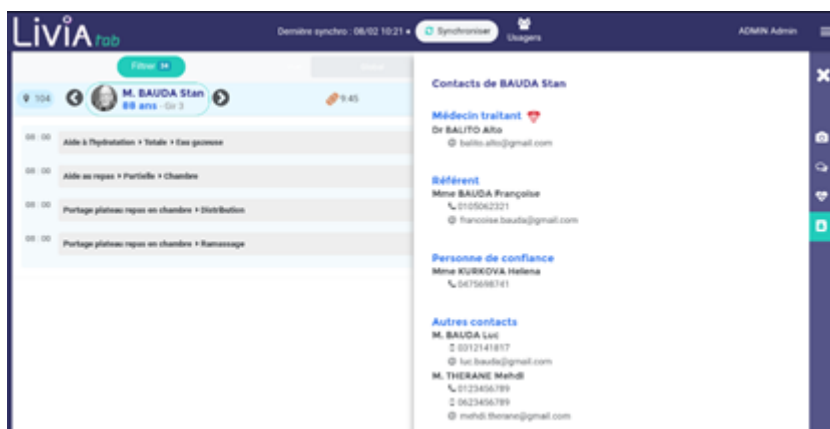 LiViA tab
Dernière synchro : 08/02 10:21
Synchroniser
Usagers
ADMIN Admin
Filtrer
104
M. BAUDA Stan
88 ans - Gir 3
9:45
08 : 00 Aide à l'hydratation › Totale › Eau gazeuse
08 : 00 Aide au repas › Partielle › Chambre
08 : 00 Portage plateau repas en chambre › Distribution
08 : 00 Portage plateau repas en chambre › Ramassage
Contacts de BAUDA Stan
Médecin traitant
Dr BALITO Alto
balito.alto@gmail.com
Référent
Mme BAUDA Françoise
0105062321
francoise.bauda@gmail.com
Personne de confiance
Mme KURKOVA Helena
0475698741
Autres contacts
M. BAUDA Luc
0312141817
luc.bauda@gmail.com
M. THERANE Mehdi
0123456789
0623456789
mehdi.therane@gmail.com